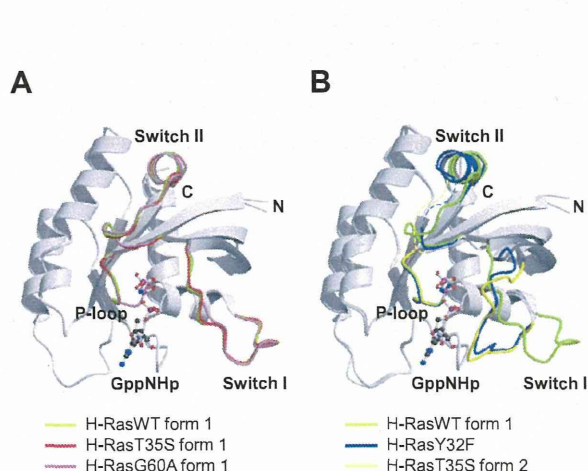 A
B
Switch II
C
N
P-loop
GppNHp
Switch I
Switch II
C
N
P-loop
GppNHp
Switch I
H-RasWT form 1
H-RasT35S form 1
H-RasG60A form 1
H-RasWT form 1
H-RasY32F
H-RasT35S form 2